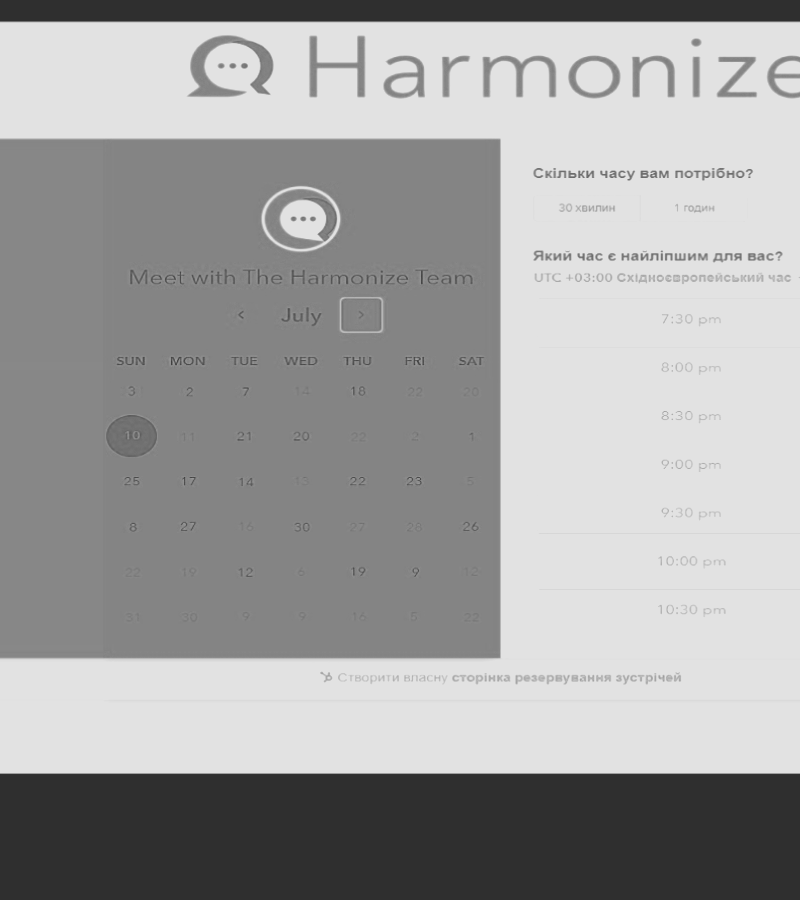 Harmonize
Meet with The Harmonize Team
July
SUN MON TUE WED THU FRI SAT
3 2 7 14 18 22 20
10 11 21 20 22 2 1
25 17 14 13 22 23 5
8 27 16 30 27 28 26
22 19 12 6 19 9 12
31 30 9 9 16 5 22
Скільки часу вам потрібно?
30 хвилин 1 годин
Який час є найліпшим для вас?
UTC +03:00 Східноєвропейський час
7:30 pm
8:00 pm
8:30 pm
9:00 pm
9:30 pm
10:00 pm
10:30 pm
Створити власну сторінка резервування зустрічей